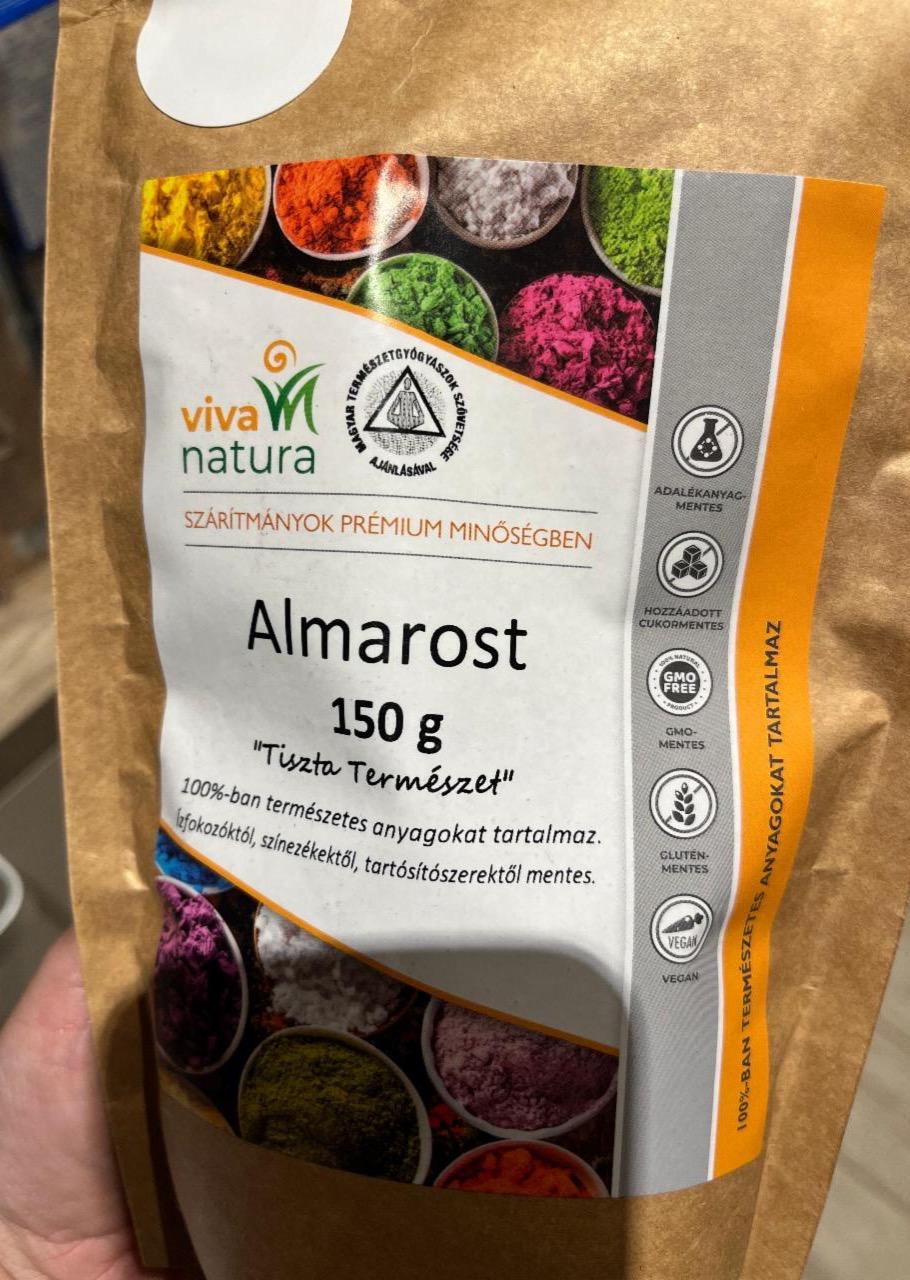 viva
natura
MAGYAR TERMÉSZETGYÓGYÁSZOK SZÖVETSÉGE
AJÁNLÁSÁVAL
SZÁRÍTMÁNYOK PRÉMIUM MINŐSÉGBEN
Almarost
150 g
"Tiszta Természet"
100%-ban természetes anyagokat tartalmaz.
Ízfokozóktól, színezékektől, tartósítószerektől mentes.
ADALÉKANYAG-
MENTES
HOZZÁADOTT
CUKORMENTES
100% NATURAL
GMO
FREE
PRODUCT
GMO-
MENTES
GLUTÉN-
MENTES
VEGAN
VEGAN
100%-BAN TERMÉSZETES ANYAGOKAT TARTALMAZ